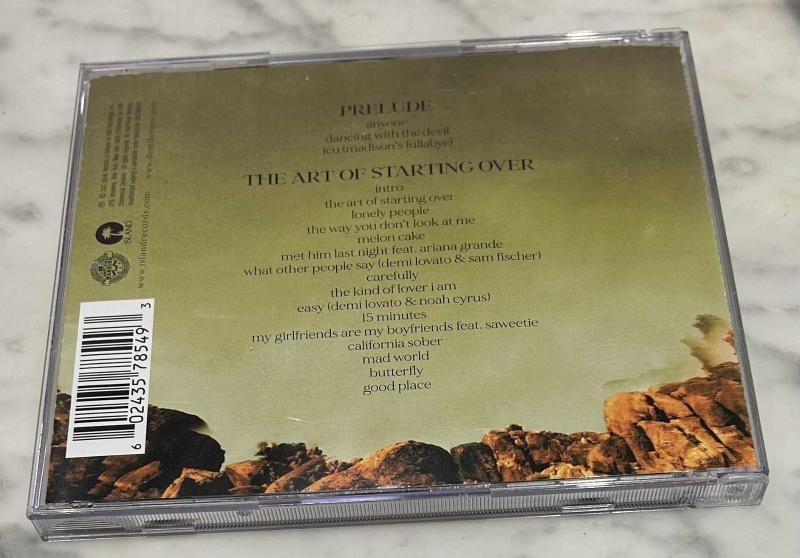 PRELUDE
anyone
dancing with the devil
icu (madison's lullabye)
THE ART OF STARTING OVER
intro
the art of starting over
lonely people
the way you don't look at me
melon cake
met him last night feat. ariana grande
what other people say (demi lovato & sam fischer)
carefully
the kind of lover i am
easy (demi lovato & noah cyrus)
15 minutes
my girlfriends are my boyfriends feat. saweetie
california sober
mad world
butterfly
good place
www.islandrecords.com
ISLAND
6 02435 78549 3